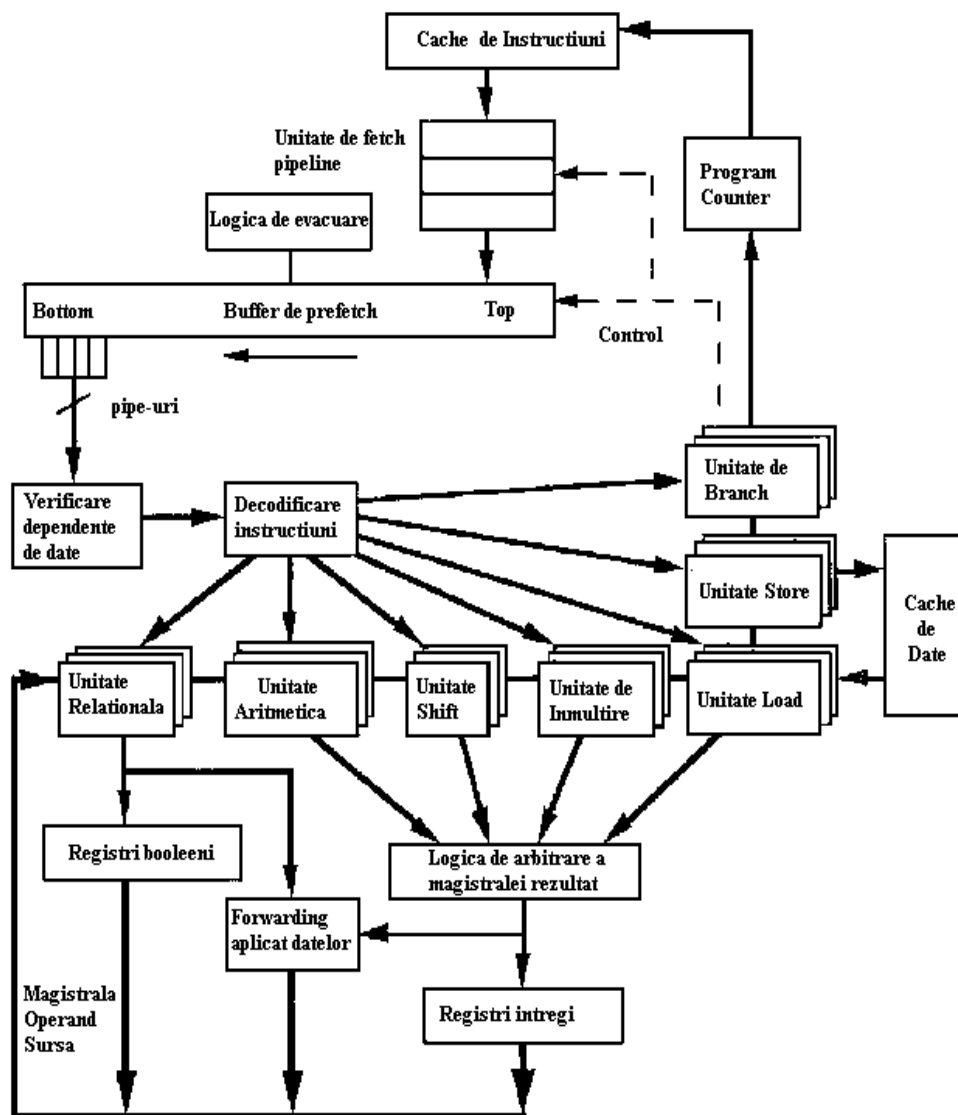 Cache de Instructiuni
Unitate de fetch
pipeline
Program
Counter
Logica de evacuare
Bottom
Buffer de prefetch
Top
Control
pipe-uri
Unitate de
Branch
Verificare
dependente
de date
Decodificare
instructiuni
Unitate Store
Cache
de
Date
Unitate
Relationala
Unitate
Aritmetica
Unitate
Shift
Unitate de
Inmultire
Unitate Load
Registri booleeni
Logica de arbitrare a
magistralei rezultat
Forwarding
aplicat datelor
Magistrala
Operand
Sursa
Registri intregi